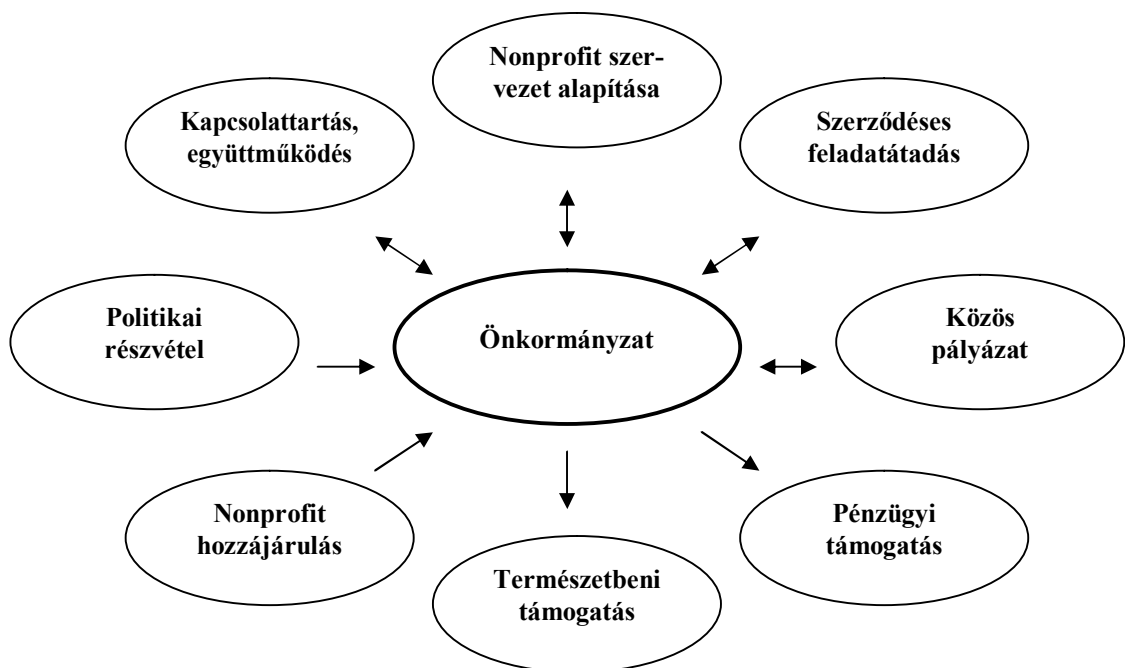 Nonprofit szer-
vezet alapítása
Kapcsolattartás,
együttműködés
Szerződéses
feladatátadás
Politikai
részvétel
Önkormányzat
Közös
pályázat
Nonprofit
hozzájárulás
Természetbeni
támogatás
Pénzügyi
támogatás